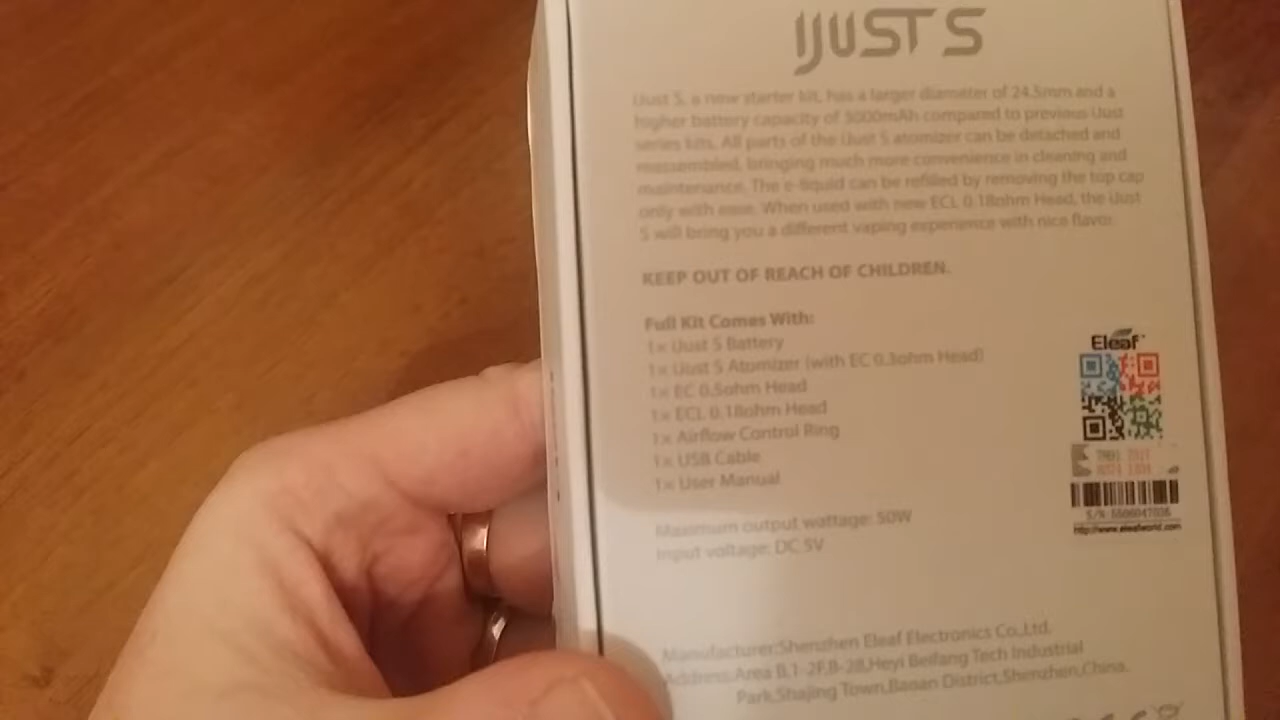 iJUST S
iJust S, a new starter kit, has a larger diameter of 24.5mm and a
higher battery capacity of 3000mAh compared to previous iJust
series kits. All parts of the iJust S atomizer can be detached and
reassembled, bringing much more convenience in cleaning and
maintenance. The e-liquid can be refilled by removing the top cap
only with ease. When used with new ECL 0.18ohm Head, the iJust
S will bring you a different vaping experience with nice flavor.
KEEP OUT OF REACH OF CHILDREN.
Full Kit Comes With:
1× iJust S Battery
1× iJust S Atomizer (with EC 0.3ohm Head)
1× EC 0.5ohm Head
1× ECL 0.18ohm Head
1× Airflow Control Ring
1× USB Cable
1× User Manual
Eleaf
S/N:
http://www.eleafworld.com
Maximum output wattage: 50W
Input voltage: DC 5V
Manufacturer:Shenzhen Eleaf Electronics Co.,Ltd.
Address:Area B,1-2F,B-2B,Heyi Beifang Tech Industrial
Park,Shajing Town,Baoan District,Shenzhen,China.